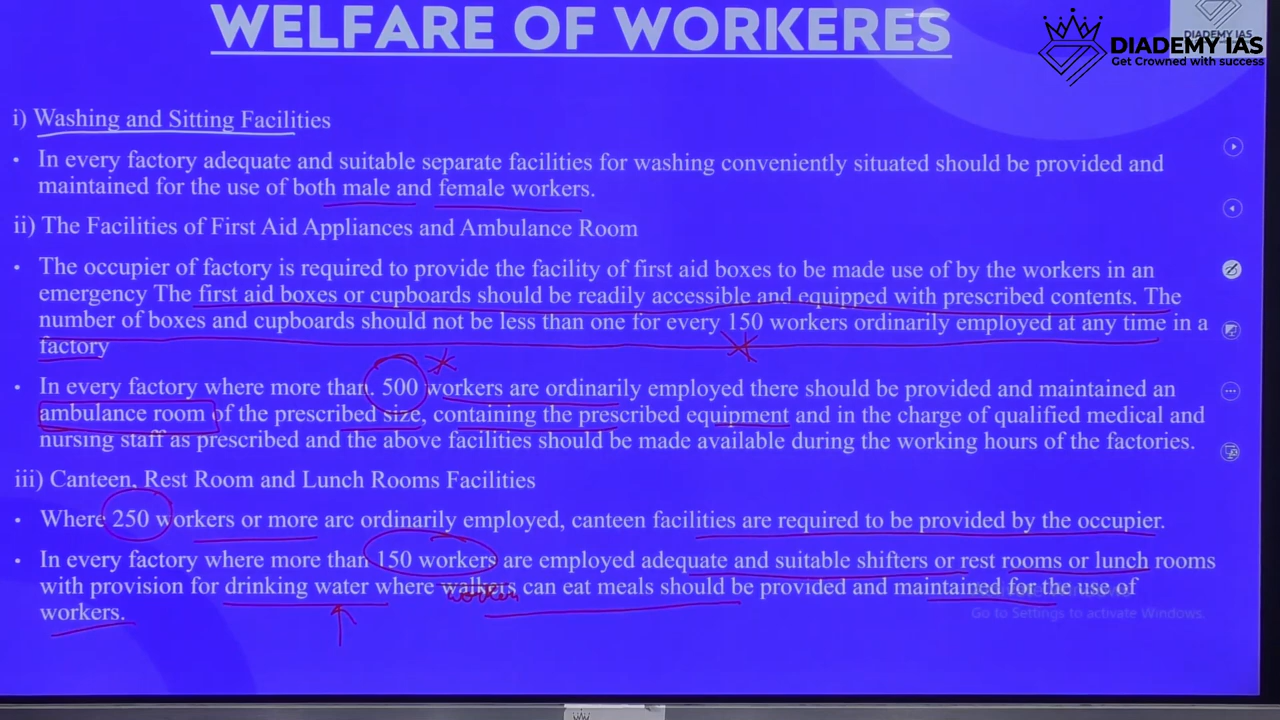 WELFARE OF WORKERES
DIADEMY IAS
DIADEMY IAS
Get Crowned with success
i) Washing and Sitting Facilities
• In every factory adequate and suitable separate facilities for washing conveniently situated should be provided and
maintained for the use of both male and female workers.
ii) The Facilities of First Aid Appliances and Ambulance Room
• The occupier of factory is required to provide the facility of first aid boxes to be made use of by the workers in an
emergency The first aid boxes or cupboards should be readily accessible and equipped with prescribed contents. The
number of boxes and cupboards should not be less than one for every 150 workers ordinarily employed at any time in a
factory
• In every factory where more than 500 workers are ordinarily employed there should be provided and maintained an
ambulance room of the prescribed size, containing the prescribed equipment and in the charge of qualified medical and
nursing staff as prescribed and the above facilities should be made available during the working hours of the factories.
iii) Canteen, Rest Room and Lunch Rooms Facilities
• Where 250 workers or more arc ordinarily employed, canteen facilities are required to be provided by the occupier.
• In every factory where more than 150 workers are employed adequate and suitable shifters or rest rooms or lunch rooms
with provision for drinking water where walkers can eat meals should be provided and maintained for the use of
worker
workers.
Activate Windows
Go to Settings to activate Windows.